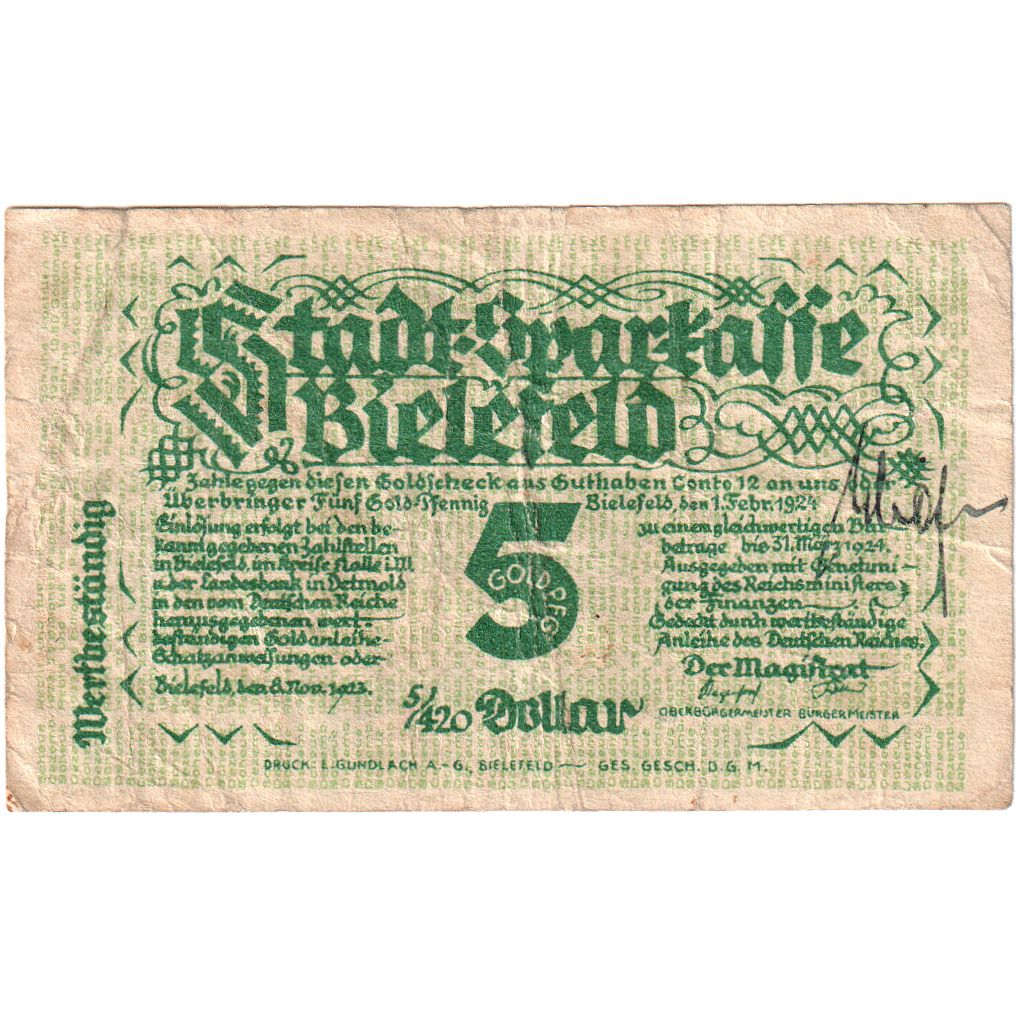 Stadt-Sparkasse
Bielefeld
Zahle gegen diesen Goldscheck aus Guthaben Conto 12 an uns oder
Überbringer Fünf Gold-Pfennig Bielefeld, den 1. Febr. 1924
Einlösung erfolgt bei den be-
kanntgegebenen Zahlstellen
in Bielefeld, im Kreise Halle i.W.
u. der Landesbank in Detmold
in den vom Deutschen Reiche
herausgegebenen wert-
beständigen Goldanleihe-
Schatzanweisungen oder
Bielefeld, den 8. Nov. 1923.
5
GOLDPFG
5/420 Dollar
zu einem gleichwertigen
betrage bis 31. März 1924.
Ausgegeben mit Genehmi-
gung des Reichsministers
der Finanzen
Gedeckt durch wertbeständige
Anleihe des Deutschen Reiches.
Der Magistrat
OBERBÜRGERMEISTER BÜRGERMEISTER
Wertbeständig
DRUCK: E. GUNDLACH A.-G., BIELEFELD — GES. GESCH. D.G.M.